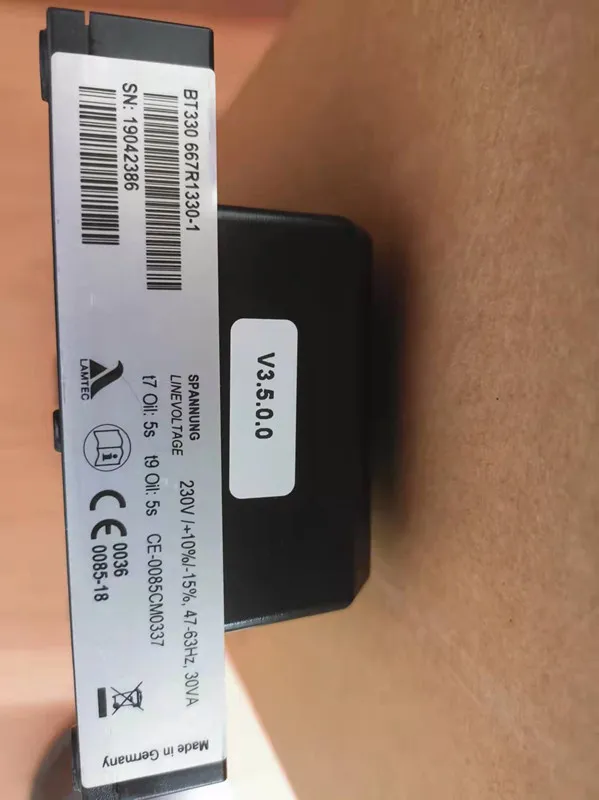 BT330 667R1330-1
SN: 19042386
LAMTEC
0036
0085-18
SPANNUNG
LINEVOLTAGE 230V /+10%/-15%, 47-63Hz, 30VA
t7 Oil: 5s t9 Oil: 5s CE-0085CM0337
Made in Germany
V3.5.0.0